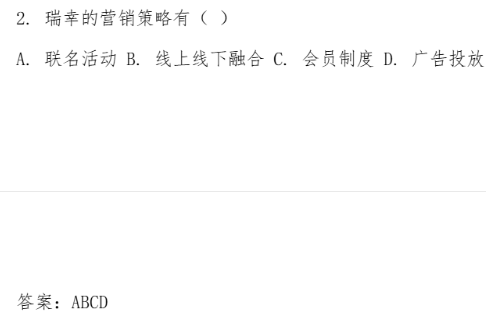 2. 瑞幸的营销策略有（ ）
A. 联名活动 B. 线上线下融合 C. 会员制度 D. 广告投放
答案：ABCD